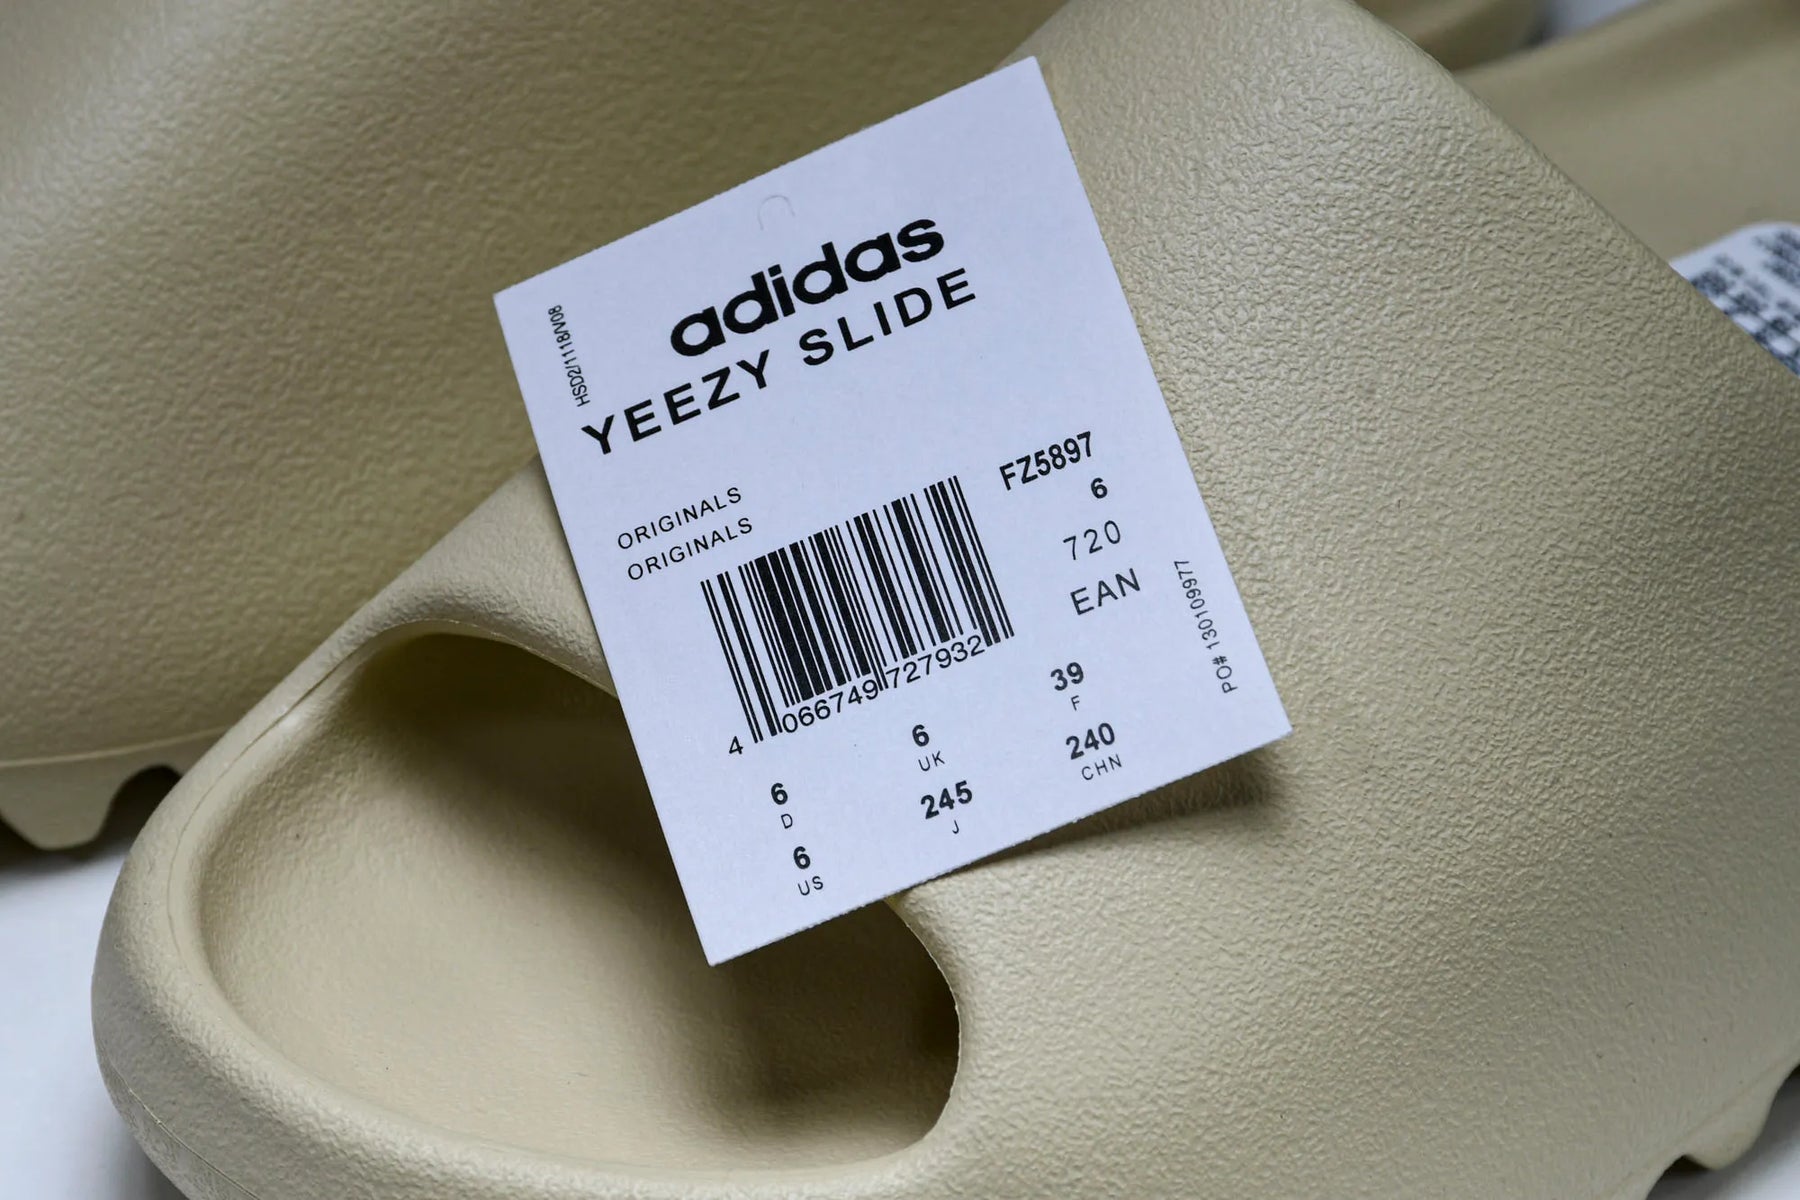 adidas
YEEZY SLIDE
HSD2/1118/V08
ORIGINALS
ORIGINALS
FZ5897
6
720
EAN
PO# 130109977
4 066749 727932
6
D
6
UK
39
F
6
US
245
J
240
CHN